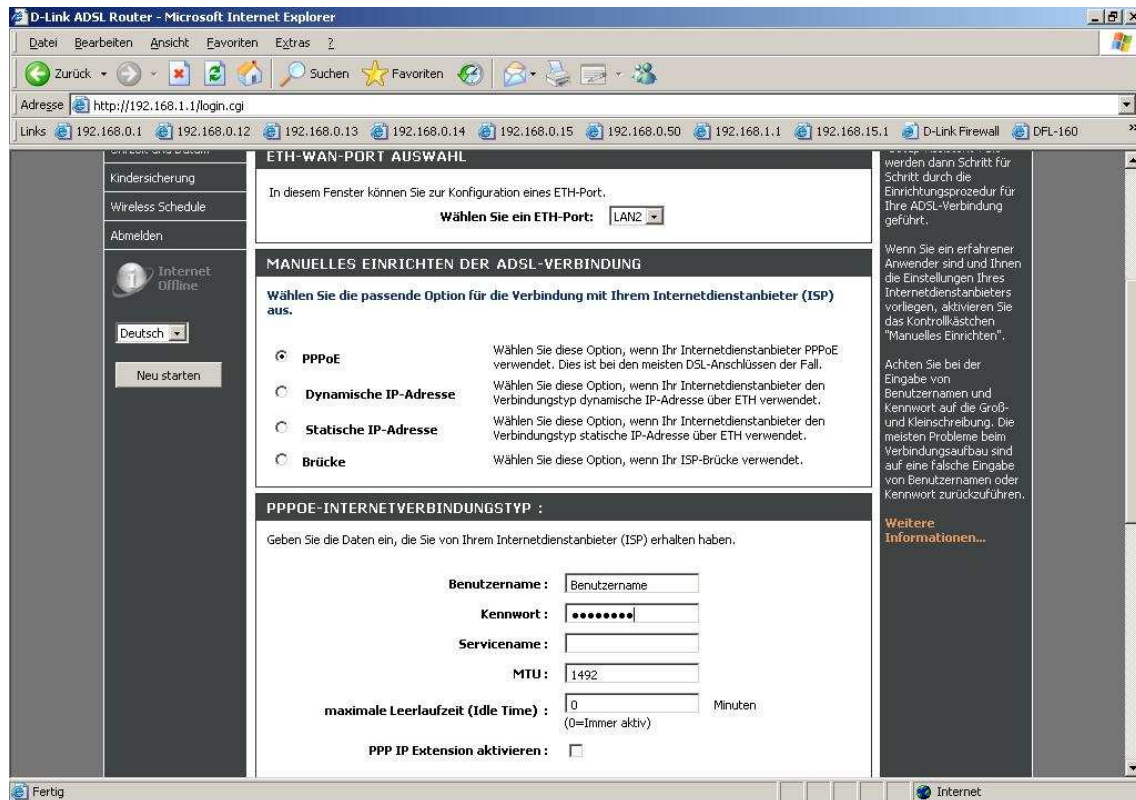 D-Link ADSL Router - Microsoft Internet Explorer
Datei Bearbeiten Ansicht Favoriten Extras ?
Zurück Suchen Favoriten
Adresse http://192.168.1.1/login.cgi
Links 192.168.0.1 192.168.0.12 192.168.0.13 192.168.0.14 192.168.0.15 192.168.0.50 192.168.1.1 192.168.15.1 D-Link Firewall DFL-160 »
Kindersicherung
Wireless Schedule
Abmelden
Internet
Offline
Deutsch
Neu starten
ETH-WAN-PORT AUSWAHL
In diesem Fenster können Sie zur Konfiguration eines ETH-Port.
Wählen Sie ein ETH-Port: LAN2
MANUELLES EINRICHTEN DER ADSL-VERBINDUNG
Wählen Sie die passende Option für die Verbindung mit Ihrem Internetdienstanbieter (ISP)
aus.
PPPoE
Wählen Sie diese Option, wenn Ihr Internetdienstanbieter PPPoE
verwendet. Dies ist bei den meisten DSL-Anschlüssen der Fall.
Dynamische IP-Adresse
Wählen Sie diese Option, wenn Ihr Internetdienstanbieter den
Verbindungstyp dynamische IP-Adresse über ETH verwendet.
Statische IP-Adresse
Wählen Sie diese Option, wenn Ihr Internetdienstanbieter den
Verbindungstyp statische IP-Adresse über ETH verwendet.
Brücke
Wählen Sie diese Option, wenn Ihr ISP-Brücke verwendet.
PPPOE-INTERNETVERBINDUNGSTYP :
Geben Sie die Daten ein, die Sie von Ihrem Internetdienstanbieter (ISP) erhalten haben.
Benutzername : Benutzername
Kennwort : ●●●●●●●●
Servicename :
MTU : 1492
maximale Leerlaufzeit (Idle Time) : 0 Minuten
(0=Immer aktiv)
PPP IP Extension aktivieren :
werden dann Schritt für
Schritt durch die
Einrichtungsprozedur für
Ihre ADSL-Verbindung
geführt.
Wenn Sie ein erfahrener
Anwender sind und Ihnen
die Einstellungen Ihres
Internetdienstanbieters
vorliegen, aktivieren Sie
das Kontrollkästchen
"Manuelles Einrichten".
Achten Sie bei der
Eingabe von
Benutzernamen und
Kennwort auf die Groß-
und Kleinschreibung. Die
meisten Probleme beim
Verbindungsaufbau sind
auf eine falsche Eingabe
von Benutzernamen oder
Kennwort zurückzuführen.
Weitere
Informationen...
Fertig
Internet